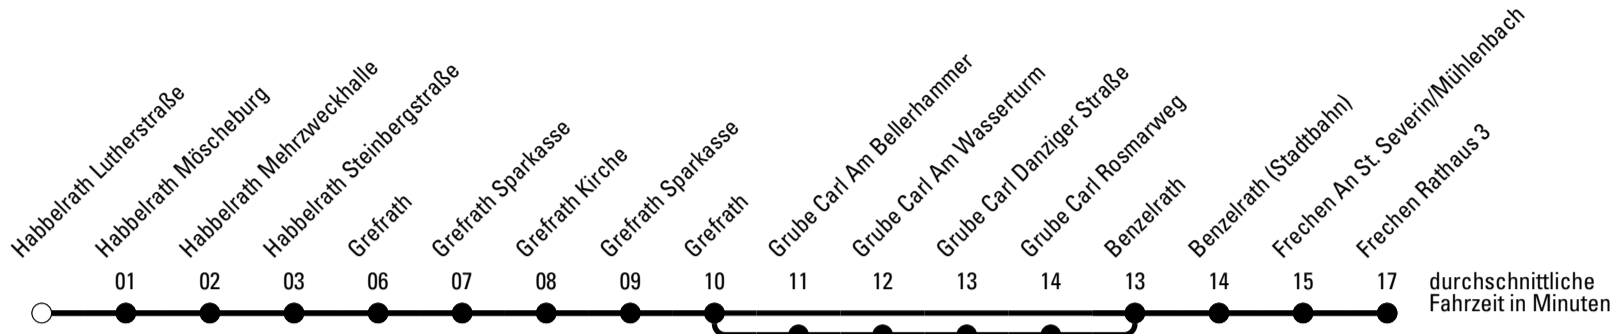 Habbelrath Lutherstraße
Habbelrath Möscheburg
Habbelrath Mehrzweckhalle
Habbelrath Steinbergstraße
Grefrath
Grefrath Sparkasse
Grefrath Kirche
Grefrath Sparkasse
Grefrath
Grube Carl Am Bellerhammer
Grube Carl Am Wasserturm
Grube Carl Danziger Straße
Grube Carl Rosmarweg
Benzelrath
Benzelrath (Stadtbahn)
Frechen An St. Severin/Mühlenbach
Frechen Rathaus 3
01 02 03 06 07 08 09 10 11 12 13 14 13 14 15 17 durchschnittliche
Fahrzeit in Minuten